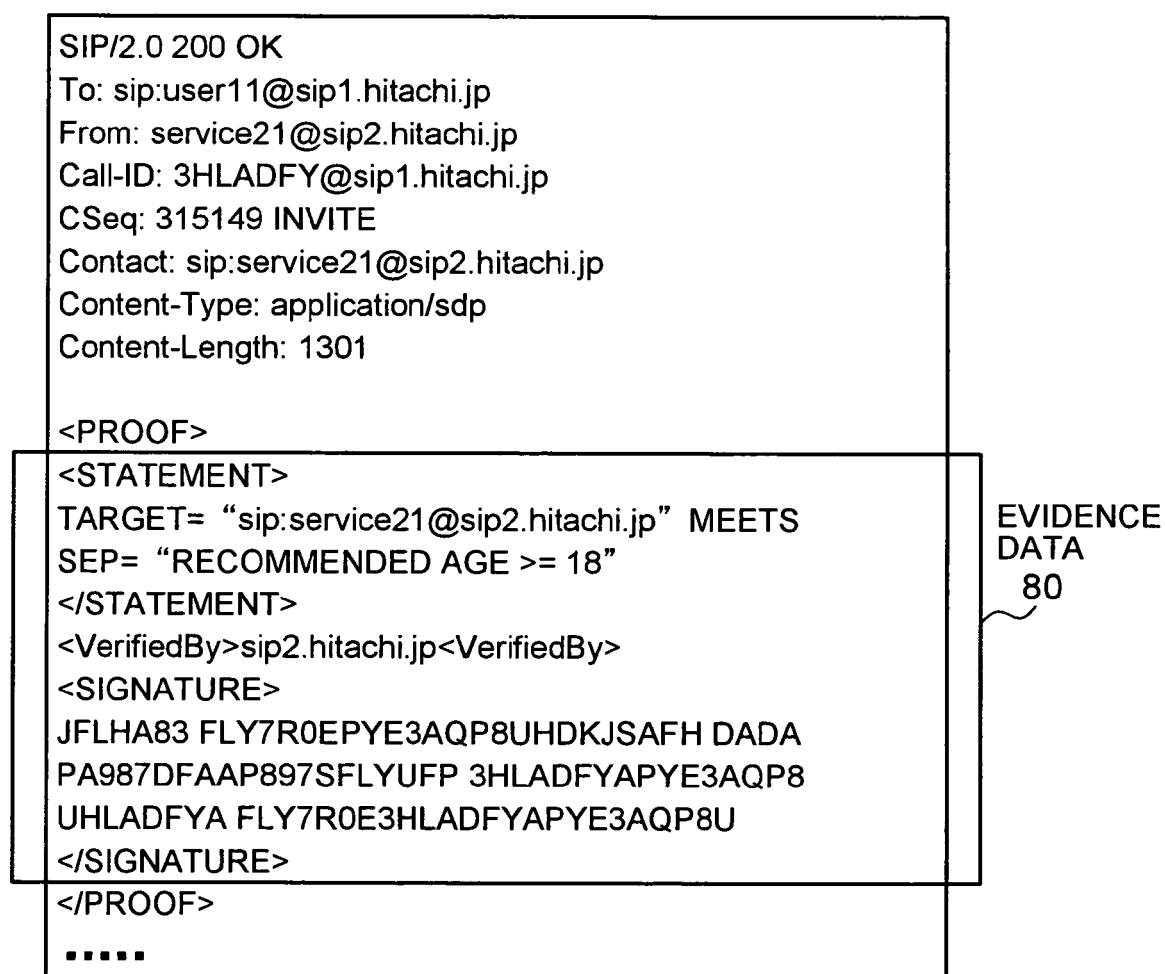 SIP/2.0 200 OK
To: sip:user11@sip1.hitachi.jp
From: service21@sip2.hitachi.jp
Call-ID: 3HLADFY@sip1.hitachi.jp
CSeq: 315149 INVITE
Contact: sip:service21@sip2.hitachi.jp
Content-Type: application/sdp
Content-Length: 1301
<PROOF>
<STATEMENT>
TARGET= “sip:service21@sip2.hitachi.jp” MEETS
SEP= “RECOMMENDED AGE >= 18”
</STATEMENT>
<VerifiedBy>sip2.hitachi.jp<VerifiedBy>
<SIGNATURE>
JFLHA83 FLY7R0EPYE3AQP8UHDKJSAFH DADA
PA987DFAAP897SFLYUFP 3HLADFYAPYE3AQP8
UHLADFYA FLY7R0E3HLADFYAPYE3AQP8U
</SIGNATURE>
</PROOF>
.....
EVIDENCE
DATA
80